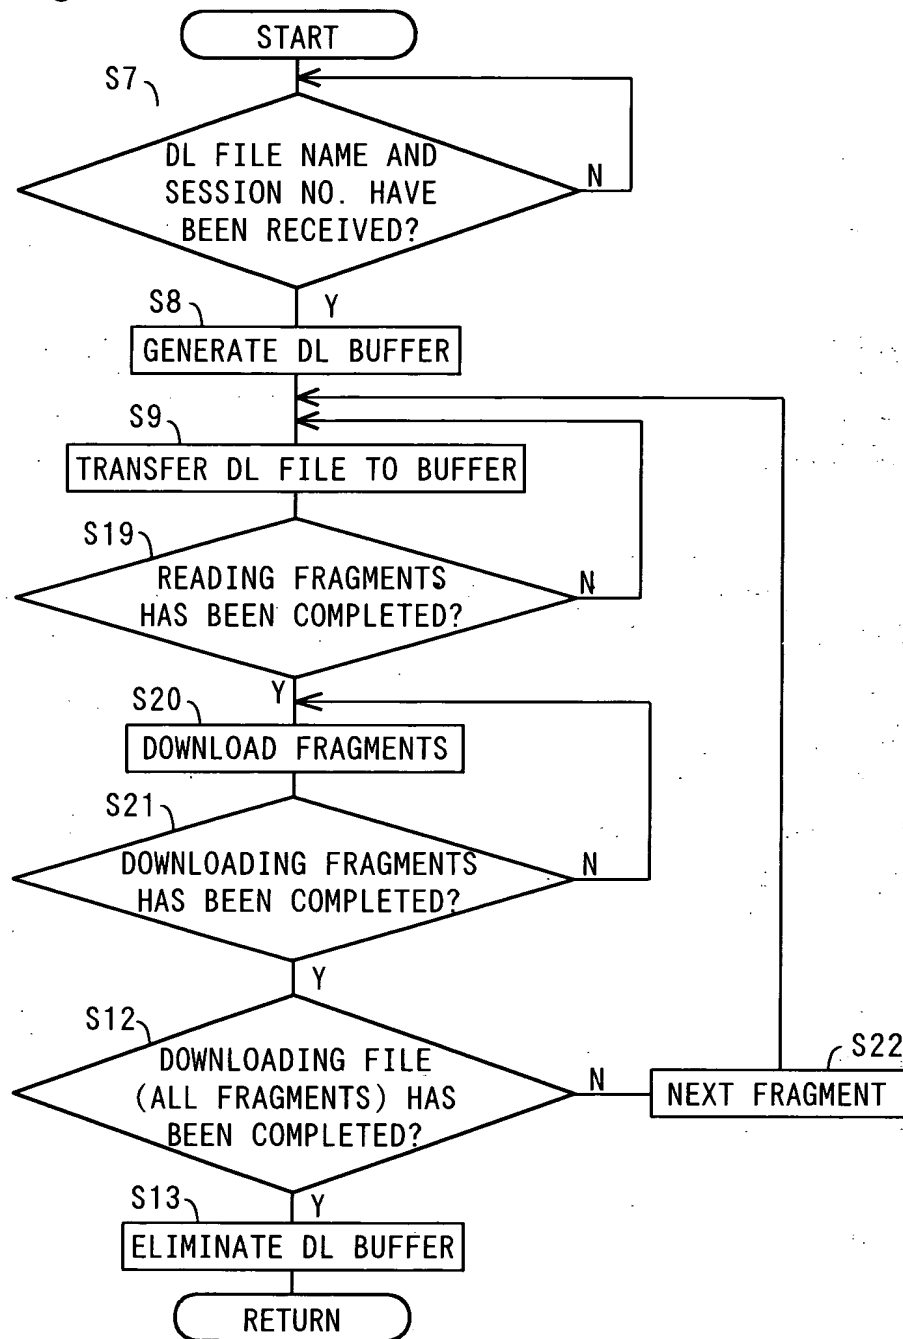 START
S7
DL FILE NAME AND
SESSION NO. HAVE
BEEN RECEIVED?
N
Y
S8
GENERATE DL BUFFER
S9
TRANSFER DL FILE TO BUFFER
S19
READING FRAGMENTS
HAS BEEN COMPLETED?
N
Y
S20
DOWNLOAD FRAGMENTS
S21
DOWNLOADING FRAGMENTS
HAS BEEN COMPLETED?
N
Y
S12
DOWNLOADING FILE
(ALL FRAGMENTS) HAS
BEEN COMPLETED?
N
S22
NEXT FRAGMENT
Y
S13
ELIMINATE DL BUFFER
RETURN